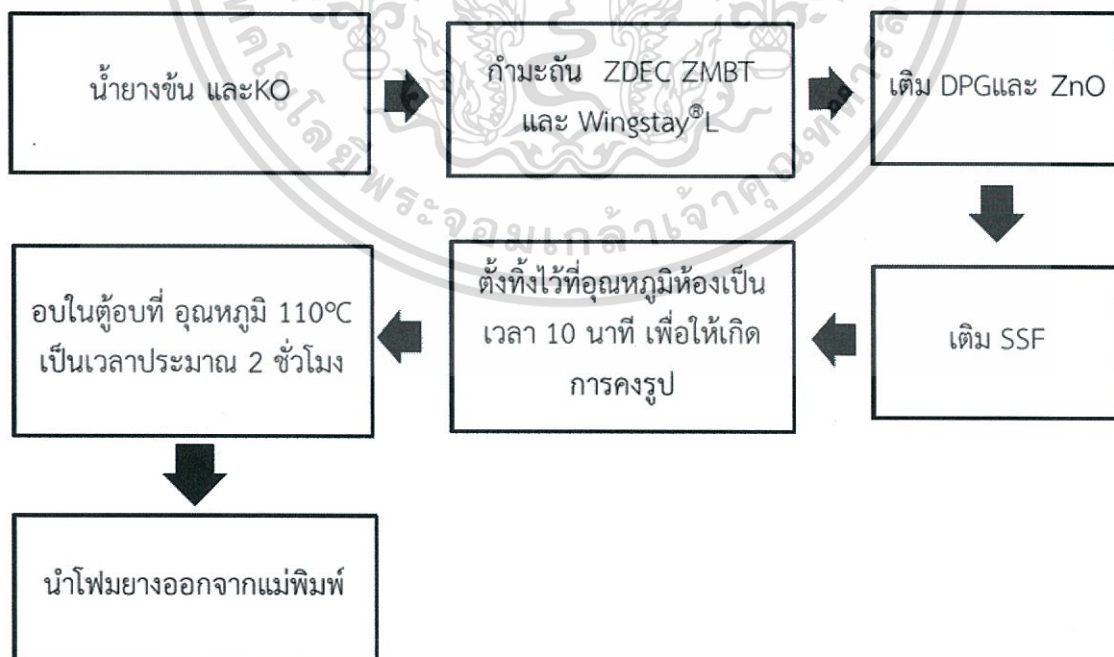 น้ำยางข้น และKO
กำมะถัน ZDEC ZMBT
และ Wingstay®L
เติม DPGและ ZnO
เติม SSF
ตั้งทิ้งไว้ที่อุณหภูมิห้องเป็น
เวลา 10 นาที เพื่อให้เกิด
การคงรูป
อบในตู้อบที่ อุณหภูมิ 110°C
เป็นเวลาประมาณ 2 ชั่วโมง
นำโฟมยางออกจากแม่พิมพ์